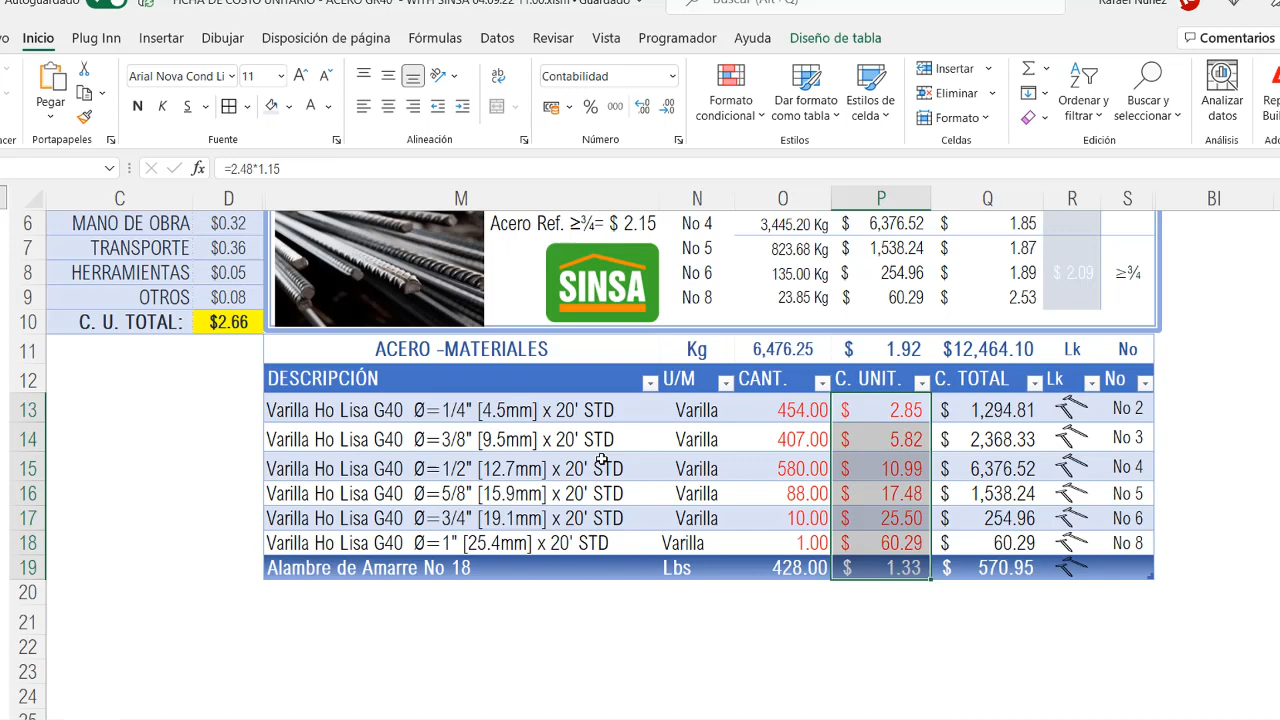 Autoguardado
FICHA DE COSTO UNITARIO - ACERO GR40 - WITH SINSA 04.09.22 11.00.xlsm • Guardado
Buscar (Alt+Q)
Rafael Núñez
Inicio Plug Inn Insertar Dibujar Disposición de página Fórmulas Datos Revisar Vista Programador Ayuda Diseño de tabla Comentarios
Arial Nova Cond Li 11 Contabilidad
Pegar N K S % 000 Formato condicional Dar formato como tabla Estilos de celda Insertar Eliminar Formato Ordenar y filtrar Buscar y seleccionar Analizar datos
Portapapeles Fuente Alineación Número Estilos Celdas Edición Análisis
fx =2.48*1.15
C D M N O P Q R S BI
6 MANO DE OBRA $0.32 Acero Ref. ≥¾= $ 2.15 No 4 3,445.20 Kg $ 6,376.52 $ 1.85
7 TRANSPORTE $0.36 No 5 823.68 Kg $ 1,538.24 $ 1.87
8 HERRAMIENTAS $0.05 SINSA No 6 135.00 Kg $ 254.96 $ 1.89 $ 2.09 ≥¾
9 OTROS $0.08 No 8 23.85 Kg $ 60.29 $ 2.53
10 C. U. TOTAL: $2.66
11 ACERO -MATERIALES Kg 6,476.25 $ 1.92 $12,464.10 Lk No
12 DESCRIPCIÓN U/M CANT. C. UNIT. C. TOTAL Lk No
13 Varilla Ho Lisa G40 Ø=1/4" [4.5mm] x 20' STD Varilla 454.00 $ 2.85 $ 1,294.81 No 2
14 Varilla Ho Lisa G40 Ø=3/8" [9.5mm] x 20' STD Varilla 407.00 $ 5.82 $ 2,368.33 No 3
15 Varilla Ho Lisa G40 Ø=1/2" [12.7mm] x 20' STD Varilla 580.00 $ 10.99 $ 6,376.52 No 4
16 Varilla Ho Lisa G40 Ø=5/8" [15.9mm] x 20' STD Varilla 88.00 $ 17.48 $ 1,538.24 No 5
17 Varilla Ho Lisa G40 Ø=3/4" [19.1mm] x 20' STD Varilla 10.00 $ 25.50 $ 254.96 No 6
18 Varilla Ho Lisa G40 Ø=1" [25.4mm] x 20' STD Varilla 1.00 $ 60.29 $ 60.29 No 8
19 Alambre de Amarre No 18 Lbs 428.00 $ 1.33 $ 570.95
20
21
22
23
24